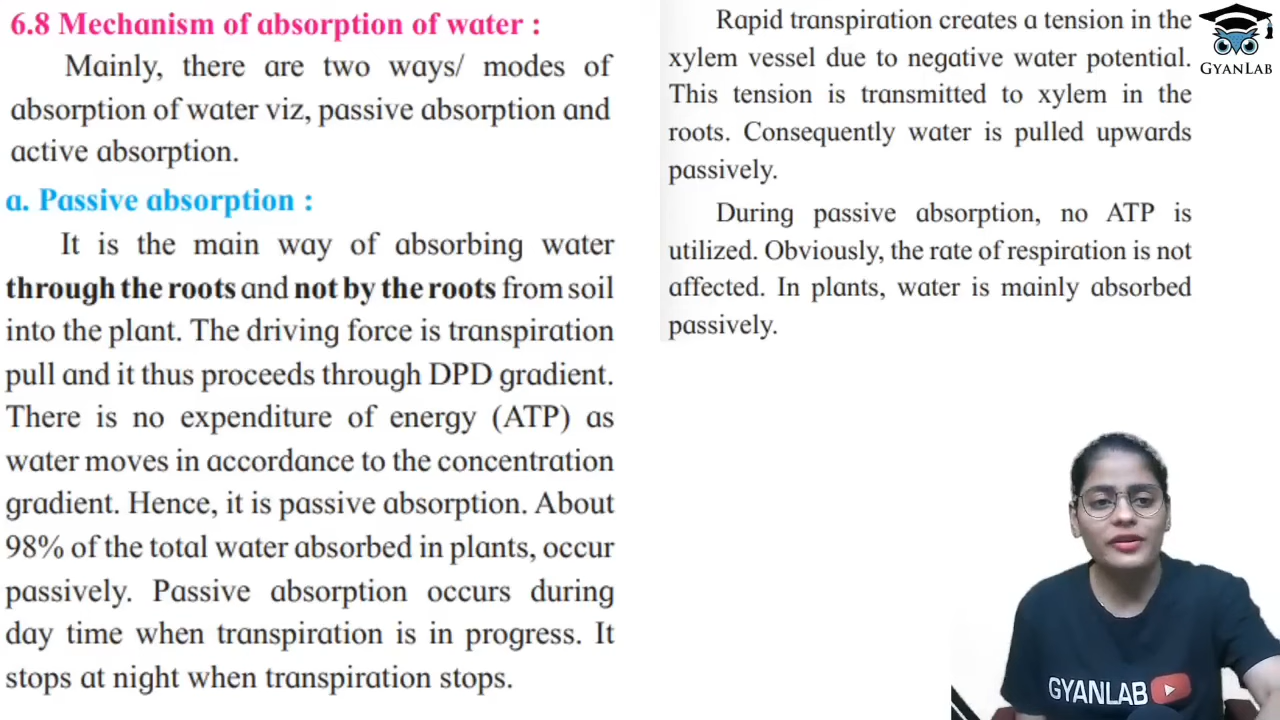 6.8 Mechanism of absorption of water :
Mainly, there are two ways/ modes of
absorption of water viz, passive absorption and
active absorption.
a. Passive absorption :
It is the main way of absorbing water
through the roots and not by the roots from soil
into the plant. The driving force is transpiration
pull and it thus proceeds through DPD gradient.
There is no expenditure of energy (ATP) as
water moves in accordance to the concentration
gradient. Hence, it is passive absorption. About
98% of the total water absorbed in plants, occur
passively. Passive absorption occurs during
day time when transpiration is in progress. It
stops at night when transpiration stops.
Rapid transpiration creates a tension in the
xylem vessel due to negative water potential.
This tension is transmitted to xylem in the
roots. Consequently water is pulled upwards
passively.
During passive absorption, no ATP is
utilized. Obviously, the rate of respiration is not
affected. In plants, water is mainly absorbed
passively.
GYANLAB
GYANLAB